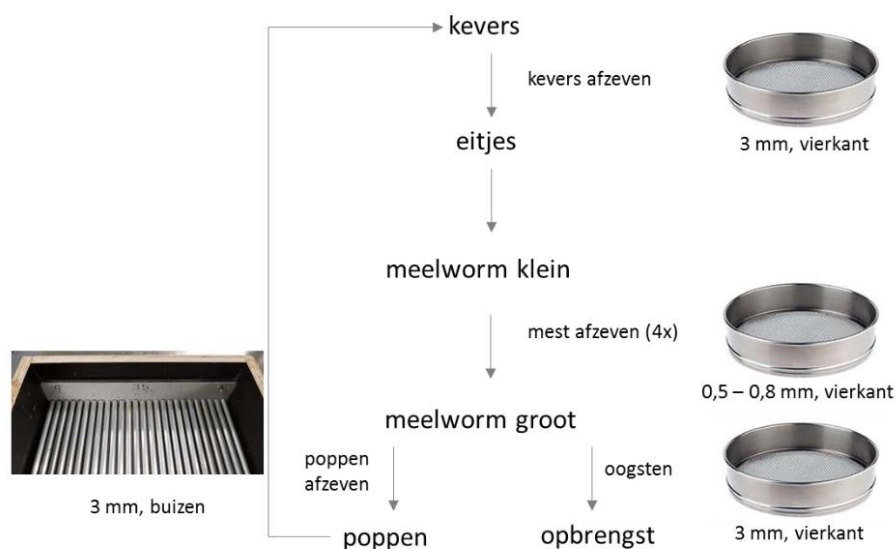 kevers
kevers afzeven
3 mm, vierkant
eitjes
meelworm klein
mest afzeven (4x)
0,5 – 0,8 mm, vierkant
meelworm groot
poppen
afzeven
oogsten
3 mm, buizen
poppen
opbrengst
3 mm, vierkant